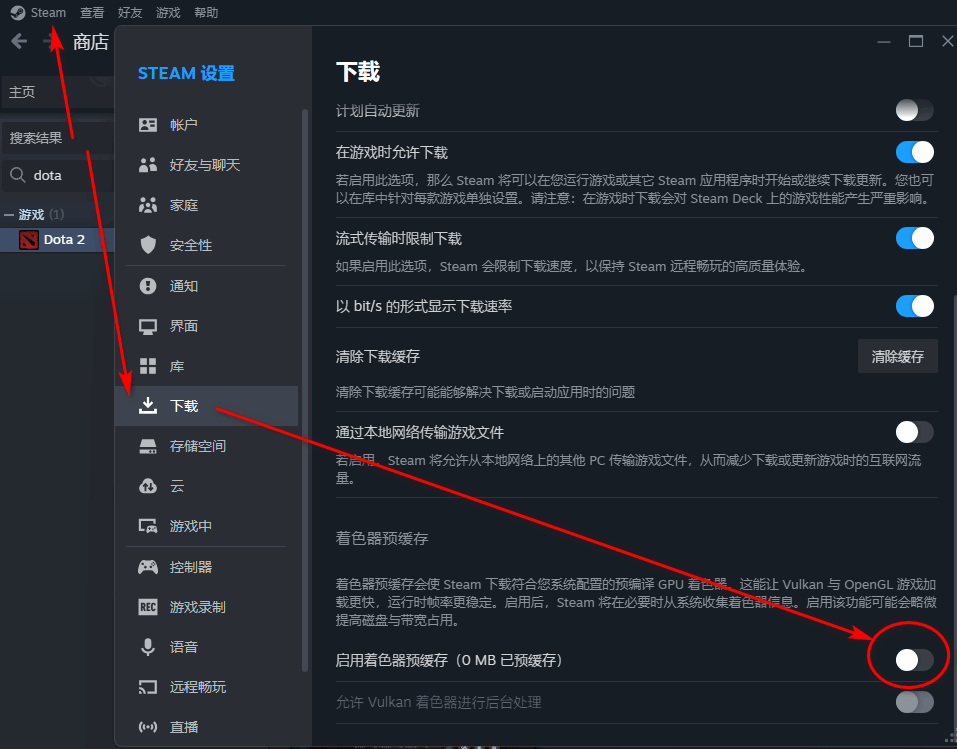 Steam 查看 好友 游戏 帮助
商店
主页
搜索结果
dota
游戏 (1)
Dota 2
STEAM 设置
帐户
好友与聊天
家庭
安全性
通知
界面
库
下载
存储空间
云
游戏中
控制器
REC 游戏录制
语音
远程畅玩
直播
下载
计划自动更新
在游戏时允许下载
若启用此选项，那么 Steam 将可以在您运行游戏或其它 Steam 应用程序时开始或继续下载更新。您也可
以在库中针对每款游戏单独设置。请注意：在游戏时下载会对 Steam Deck 上的游戏性能产生严重影响。
流式传输时限制下载
如果启用此选项，Steam 会限制下载速度，以保持 Steam 远程畅玩的高质量体验。
以 bit/s 的形式显示下载速率
清除下载缓存
清除缓存
清除下载缓存可能能够解决下载或启动应用时的问题
通过本地网络传输游戏文件
若启用，Steam 将允许从本地网络上的其他 PC 传输游戏文件，从而减少下载或更新游戏时的互联网流
量。
着色器预缓存
着色器预缓存会使 Steam 下载符合您系统配置的预编译 GPU 着色器。这能让 Vulkan 与 OpenGL 游戏加
载更快，运行时帧率更稳定。启用后，Steam 将在必要时从系统收集着色器信息。启用该功能可能会略微
提高磁盘与带宽占用。
启用着色器预缓存（0 MB 已预缓存）
允许 Vulkan 着色器进行后台处理